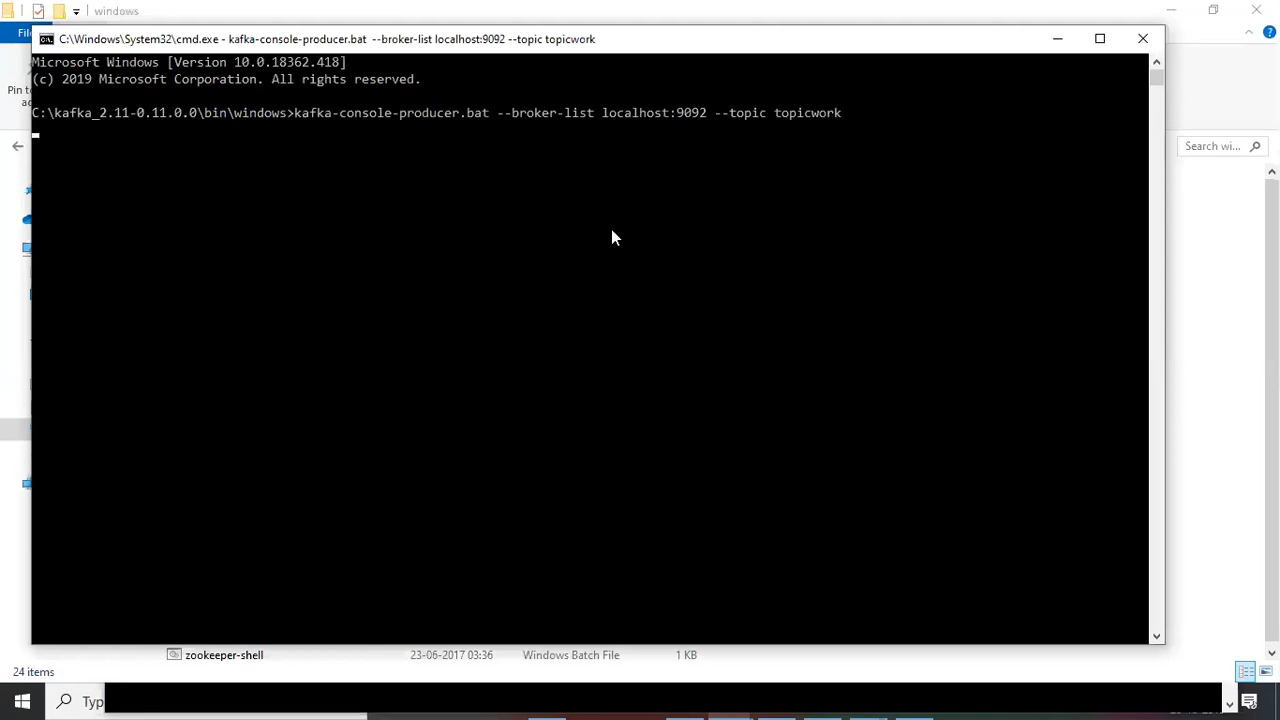 windows
File
C:\Windows\System32\cmd.exe - kafka-console-producer.bat --broker-list localhost:9092 --topic topicwork
Microsoft Windows [Version 10.0.18362.418]
(c) 2019 Microsoft Corporation. All rights reserved.
Pin to
C:\kafka_2.11-0.11.0.0\bin\windows>kafka-console-producer.bat --broker-list localhost:9092 --topic topicwork
Search wi...
zookeeper-shell 23-06-2017 03:36 Windows Batch File 1 KB
24 items
Typ